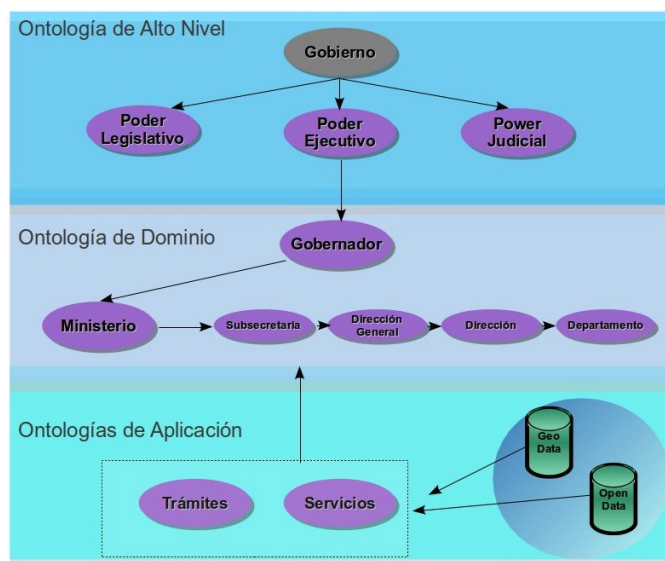 Ontología de Alto Nivel
Gobierno
Poder
Legislativo
Poder
Ejecutivo
Power
Judicial
Ontología de Dominio
Gobernador
Ministerio
Subsecretaria
Dirección
General
Dirección
Departamento
Ontologías de Aplicación
Trámites
Servicios
Geo
Data
Open
Data